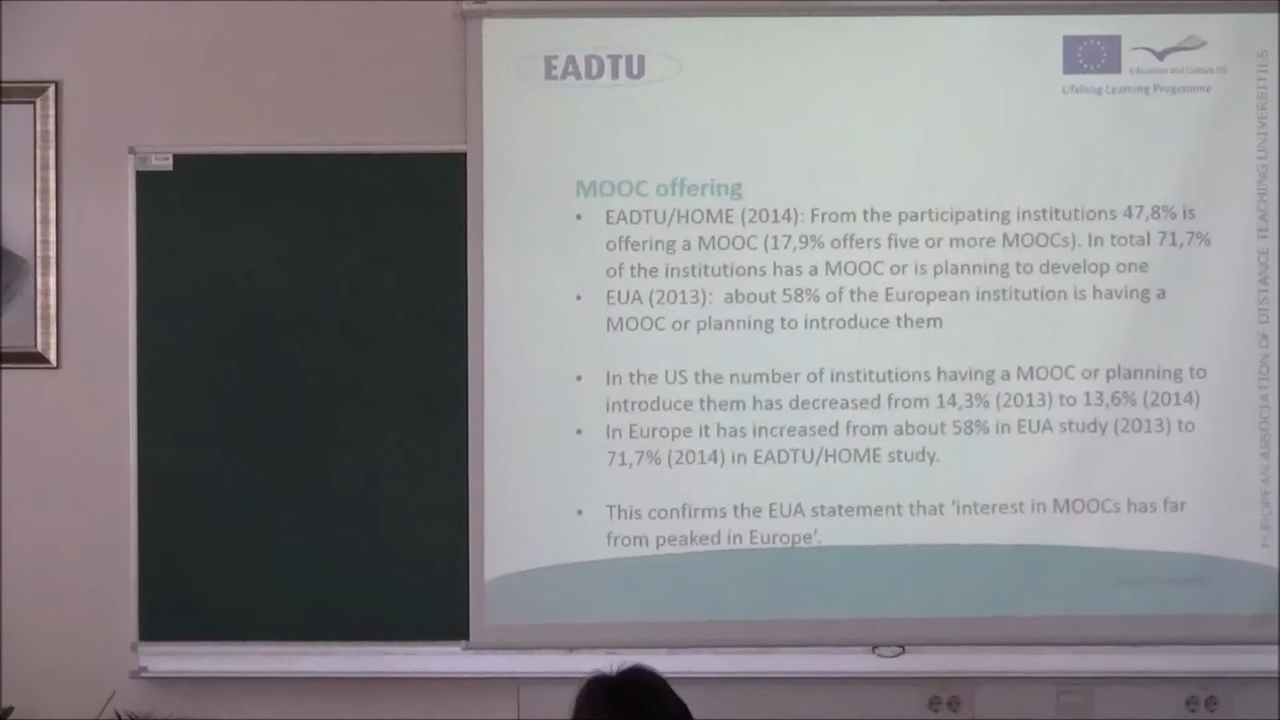 EADTU
Lifelong Learning Programme
EUROPEAN ASSOCIATION OF DISTANCE TEACHING UNIVERSITIES
MOOC offering
• EADTU/HOME (2014): From the participating institutions 47,8% is
offering a MOOC (17,9% offers five or more MOOCs). In total 71,7%
of the institutions has a MOOC or is planning to develop one
• EUA (2013): about 58% of the European institution is having a
MOOC or planning to introduce them
• In the US the number of institutions having a MOOC or planning to
introduce them has decreased from 14,3% (2013) to 13,6% (2014)
• In Europe it has increased from about 58% in EUA study (2013) to
71,7% (2014) in EADTU/HOME study.
• This confirms the EUA statement that ‘interest in MOOCs has far
from peaked in Europe’.